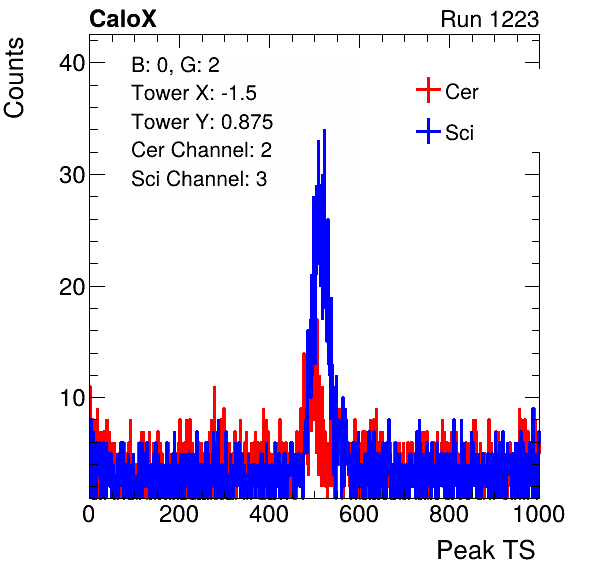 CaloX Run 1223
Counts
40
30
20
10
B: 0, G: 2
Tower X: -1.5
Tower Y: 0.875
Cer Channel: 2
Sci Channel: 3
Cer
Sci
0 200 400 600 800 1000
Peak TS